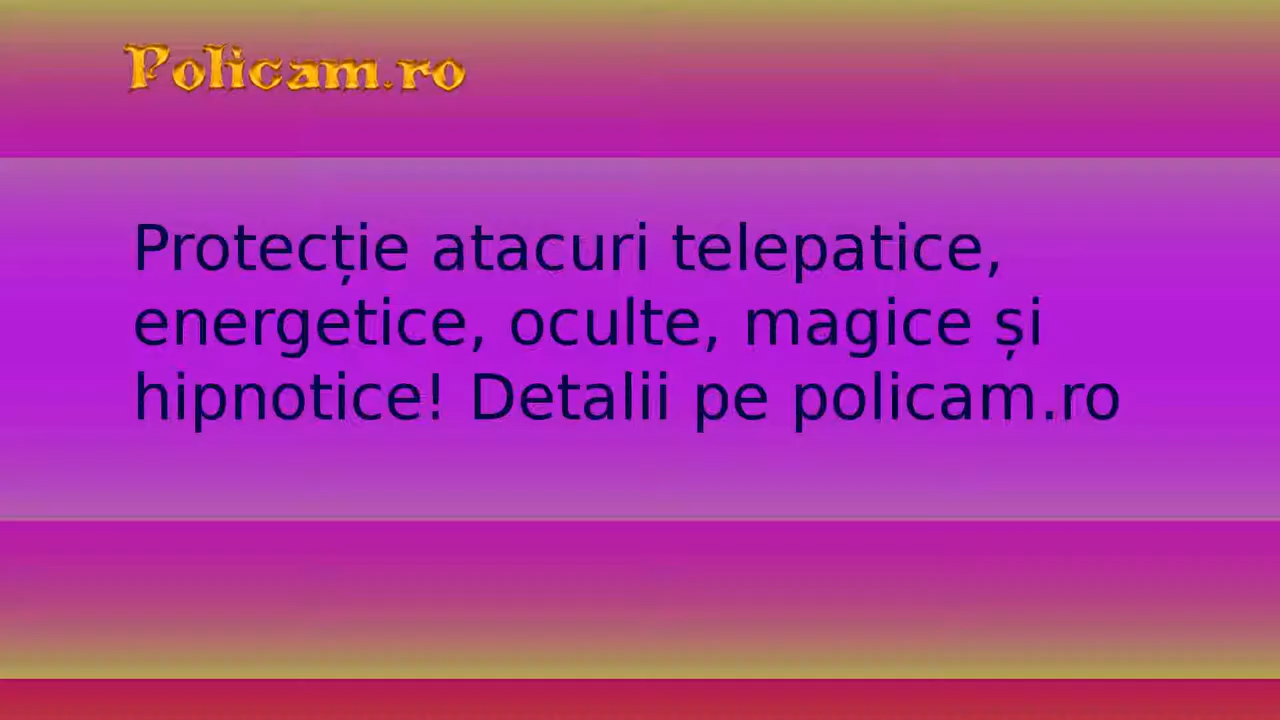 Policam.ro
Protecție atacuri telepatice,
energetice, oculte, magice și
hipnotice! Detalii pe policam.ro